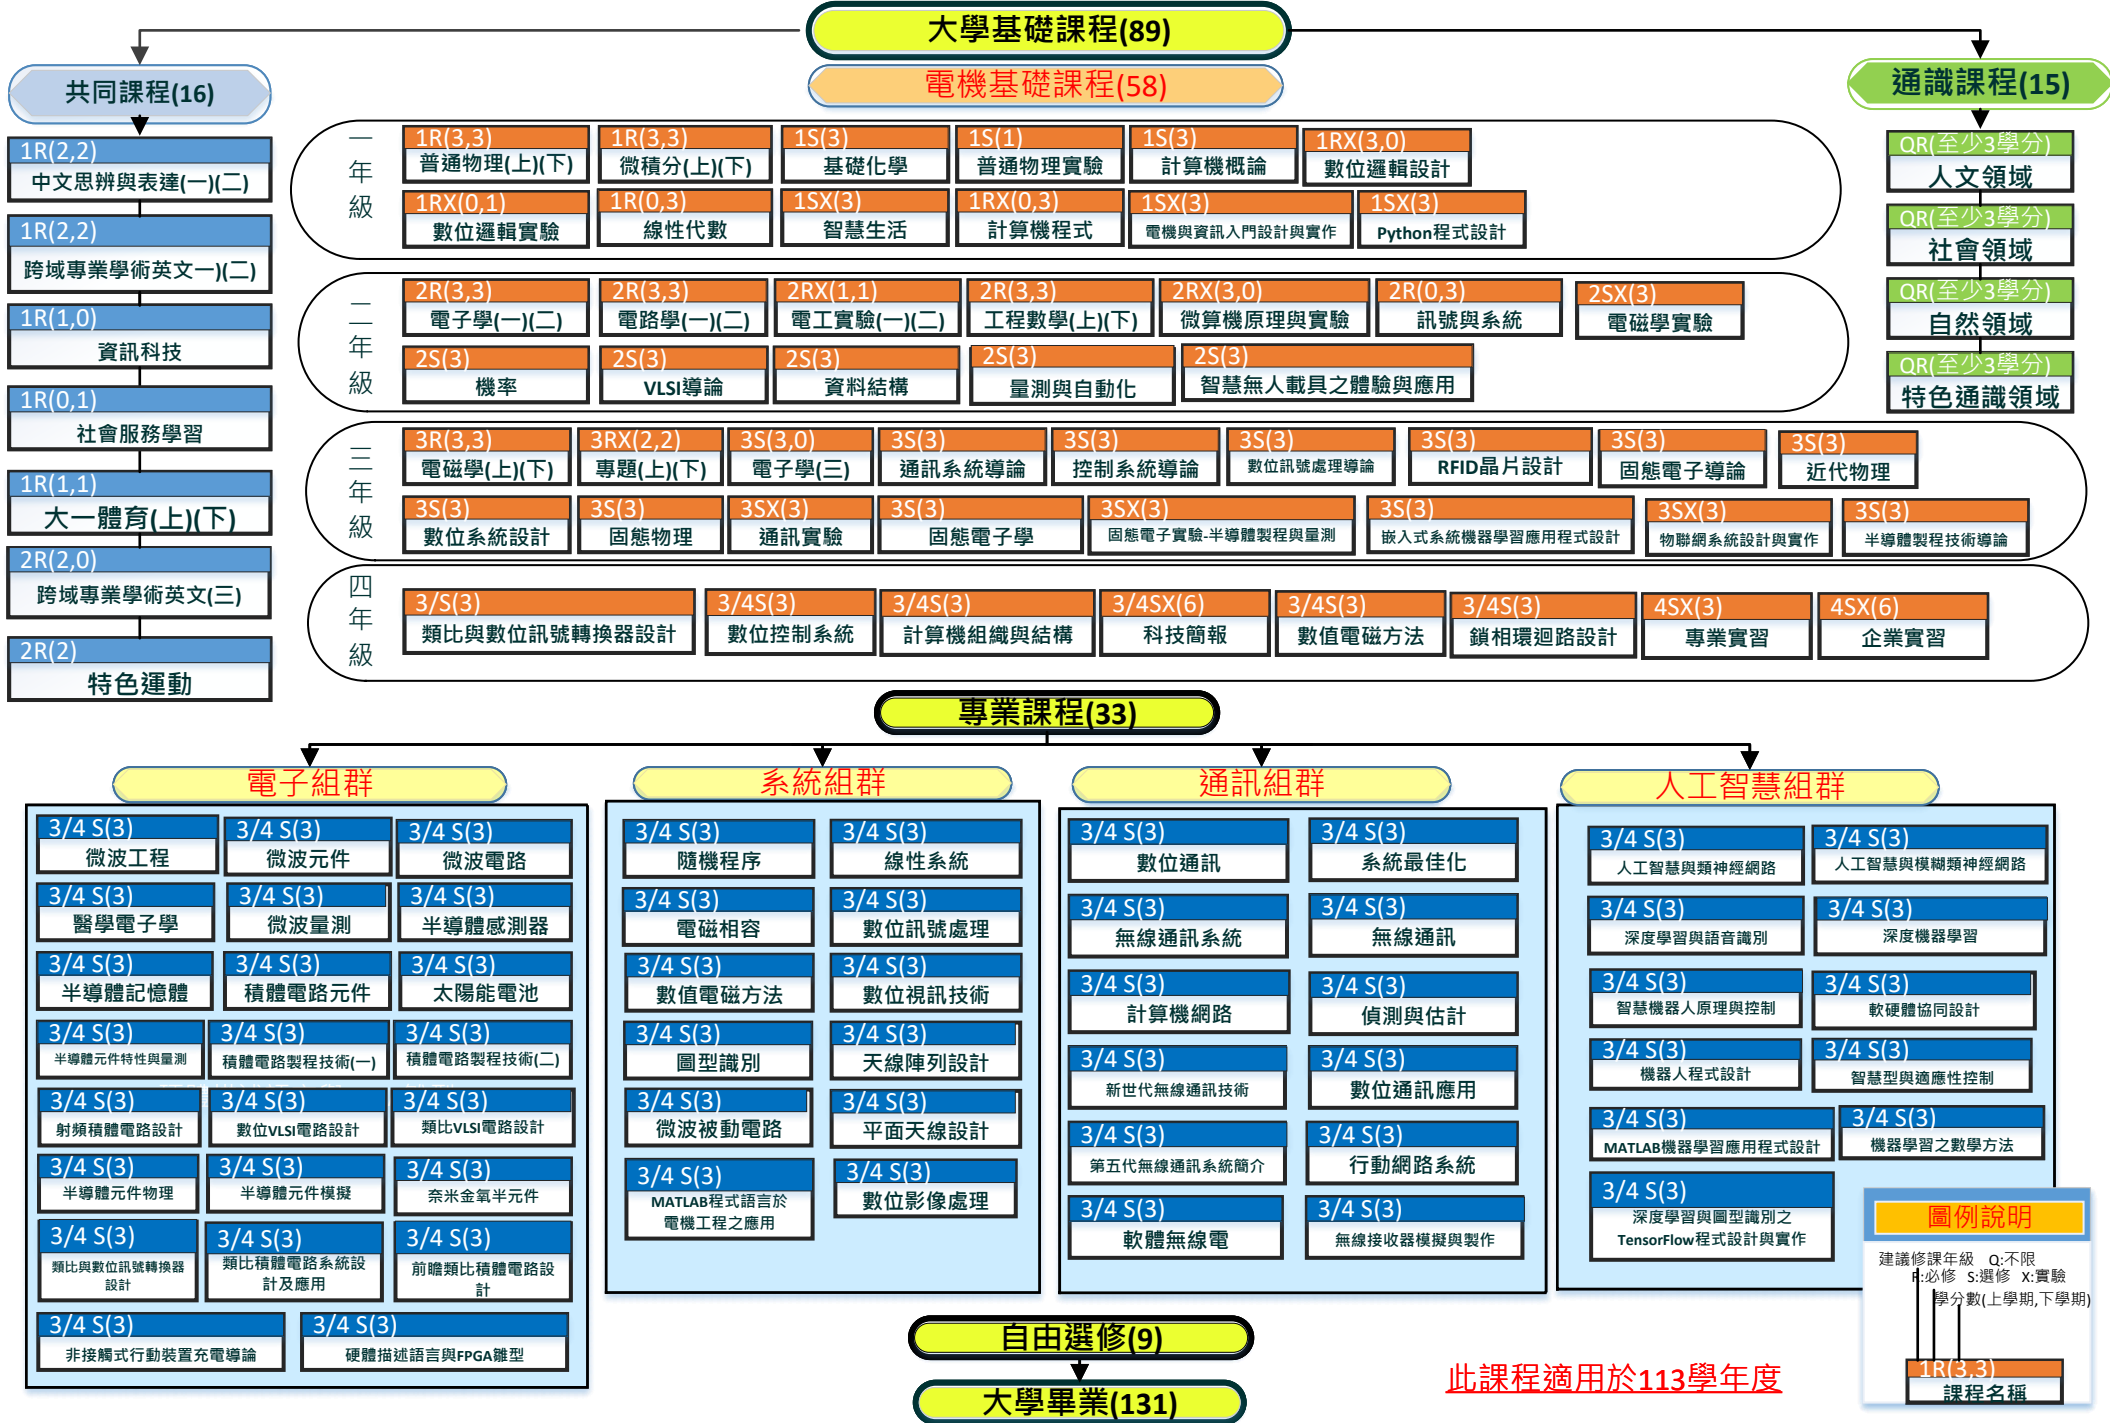 大學基礎課程(89)
共同課程(16)
電機基礎課程(58)
通識課程(15)
1R(2,2)
中文思辨與表達(一)(二)
1R(2,2)
跨域專業學術英文一)(二)
1R(1,0)
資訊科技
1R(0,1)
社會服務學習
1R(1,1)
大一體育(上)(下)
2R(2,0)
跨域專業學術英文(三)
2R(2)
特色運動
一年級
1R(3,3)
普通物理(上)(下)
1R(3,3)
微積分(上)(下)
1S(3)
基礎化學
1S(1)
普通物理實驗
1S(3)
計算機概論
1RX(3,0)
數位邏輯設計
1RX(0,1)
數位邏輯實驗
1R(0,3)
線性代數
1SX(3)
智慧生活
1RX(0,3)
計算機程式
1SX(3)
電機與資訊入門設計與實作
1SX(3)
Python程式設計
二年級
2R(3,3)
電子學(一)(二)
2R(3,3)
電路學(一)(二)
2RX(1,1)
電工實驗(一)(二)
2R(3,3)
工程數學(上)(下)
2RX(3,0)
微算機原理與實驗
2R(0,3)
訊號與系統
2SX(3)
電磁學實驗
2S(3)
機率
2S(3)
VLSI導論
2S(3)
資料結構
2S(3)
量測與自動化
2S(3)
智慧無人載具之體驗與應用
三年級
3R(3,3)
電磁學(上)(下)
3RX(2,2)
專題(上)(下)
3S(3,0)
電子學(三)
3S(3)
通訊系統導論
3S(3)
控制系統導論
3S(3)
數位訊號處理導論
3S(3)
RFID晶片設計
3S(3)
固態電子導論
3S(3)
近代物理
3S(3)
數位系統設計
3S(3)
固態物理
3SX(3)
通訊實驗
3S(3)
固態電子學
3SX(3)
固態電子實驗-半導體製程與量測
3S(3)
嵌入式系統機器學習應用程式設計
3SX(3)
物聯網系統設計與實作
3S(3)
半導體製程技術導論
四年級
3/S(3)
類比與數位訊號轉換器設計
3/4S(3)
數位控制系統
3/4S(3)
計算機組織與結構
3/4SX(6)
科技簡報
3/4S(3)
數值電磁方法
3/4S(3)
鎖相環迴路設計
4SX(3)
專業實習
4SX(6)
企業實習
QR(至少3學分)
人文領域
QR(至少3學分)
社會領域
QR(至少3學分)
自然領域
QR(至少3學分)
特色通識領域
專業課程(33)
電子組群
3/4 S(3)
微波工程
3/4 S(3)
微波元件
3/4 S(3)
微波電路
3/4 S(3)
醫學電子學
3/4 S(3)
微波量測
3/4 S(3)
半導體感測器
3/4 S(3)
半導體記憶體
3/4 S(3)
積體電路元件
3/4 S(3)
太陽能電池
3/4 S(3)
半導體元件特性與量測
3/4 S(3)
積體電路製程技術(一)
3/4 S(3)
積體電路製程技術(二)
3/4 S(3)
射頻積體電路設計
3/4 S(3)
數位VLSI電路設計
3/4 S(3)
類比VLSI電路設計
3/4 S(3)
半導體元件物理
3/4 S(3)
半導體元件模擬
3/4 S(3)
奈米金氧半元件
3/4 S(3)
類比與數位訊號轉換器
設計
3/4 S(3)
類比積體電路系統設
計及應用
3/4 S(3)
前瞻類比積體電路設
計
3/4 S(3)
非接觸式行動裝置充電導論
3/4 S(3)
硬體描述語言與FPGA雛型
系統組群
3/4 S(3)
隨機程序
3/4 S(3)
線性系統
3/4 S(3)
電磁相容
3/4 S(3)
數位訊號處理
3/4 S(3)
數值電磁方法
3/4 S(3)
數位視訊技術
3/4 S(3)
圖型識別
3/4 S(3)
天線陣列設計
3/4 S(3)
微波被動電路
3/4 S(3)
平面天線設計
3/4 S(3)
MATLAB程式語言於
電機工程之應用
3/4 S(3)
數位影像處理
通訊組群
3/4 S(3)
數位通訊
3/4 S(3)
系統最佳化
3/4 S(3)
無線通訊系統
3/4 S(3)
無線通訊
3/4 S(3)
計算機網路
3/4 S(3)
偵測與估計
3/4 S(3)
新世代無線通訊技術
3/4 S(3)
數位通訊應用
3/4 S(3)
第五代無線通訊系統簡介
3/4 S(3)
行動網路系統
3/4 S(3)
軟體無線電
3/4 S(3)
無線接收器模擬與製作
人工智慧組群
3/4 S(3)
人工智慧與類神經網路
3/4 S(3)
人工智慧與模糊類神經網路
3/4 S(3)
深度學習與語音識別
3/4 S(3)
深度機器學習
3/4 S(3)
智慧機器人原理與控制
3/4 S(3)
軟硬體協同設計
3/4 S(3)
機器人程式設計
3/4 S(3)
智慧型與適應性控制
3/4 S(3)
MATLAB機器學習應用程式設計
3/4 S(3)
機器學習之數學方法
3/4 S(3)
深度學習與圖型識別之
TensorFlow程式設計與實作
圖例說明
建議修課年級 Q:不限
R:必修 S:選修 X:實驗
學分數(上學期,下學期)
1R(3,3)
課程名稱
自由選修(9)
大學畢業(131)
此課程適用於113學年度